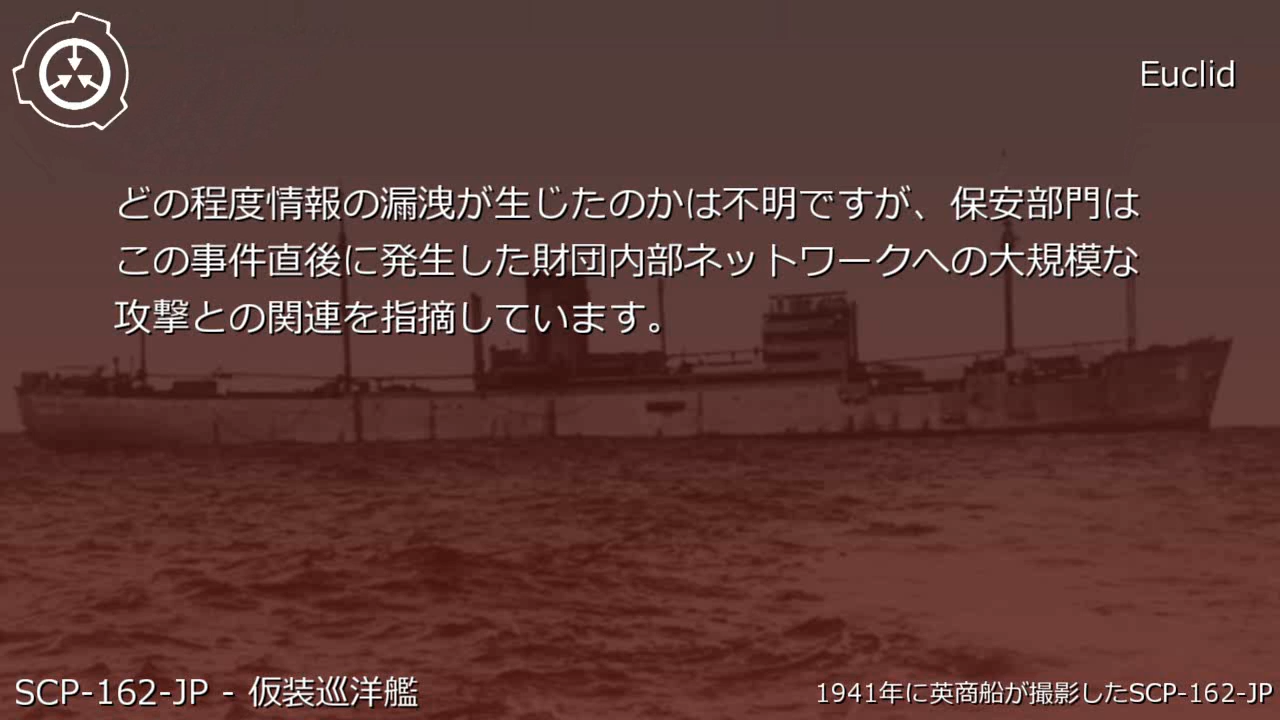 Euclid
どの程度情報の漏洩が生じたのかは不明ですが、保安部門は
この事件直後に発生した財団内部ネットワークへの大規模な
攻撃との関連を指摘しています。
SCP-162-JP - 仮装巡洋艦
1941年に英商船が撮影したSCP-162-JP